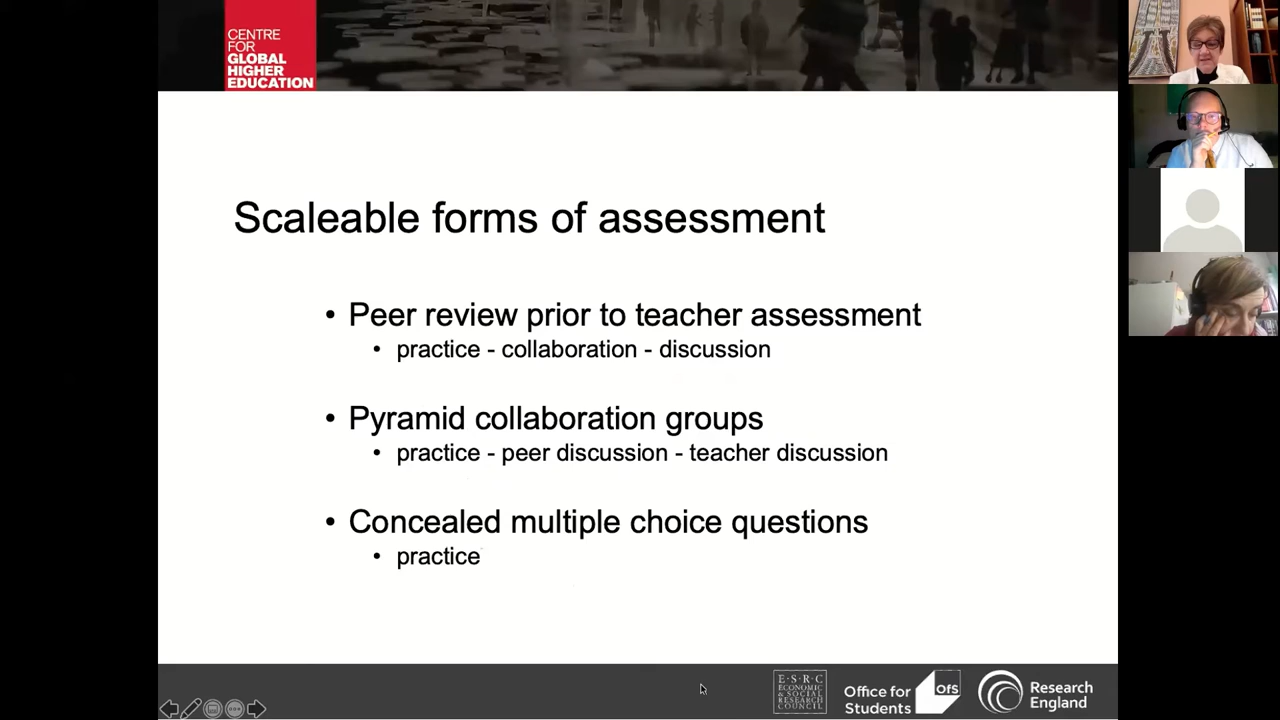 CENTRE
FOR
GLOBAL
HIGHER
EDUCATION
Scaleable forms of assessment
• Peer review prior to teacher assessment
• practice - collaboration - discussion
• Pyramid collaboration groups
• practice - peer discussion - teacher discussion
• Concealed multiple choice questions
• practice
E·S·R·C
ECONOMIC
& SOCIAL
RESEARCH
COUNCIL
Office for
Students
OfS
Research
England